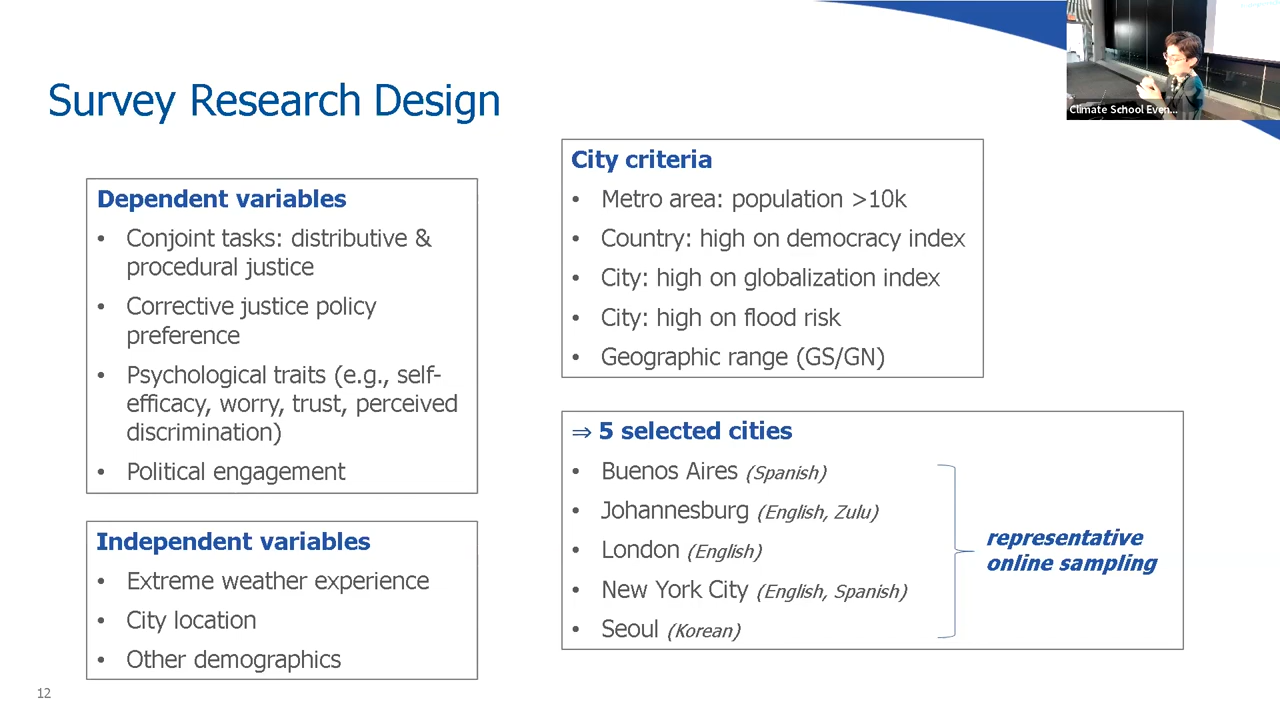 Climate School Even...
Survey Research Design
Dependent variables
• Conjoint tasks: distributive &
procedural justice
• Corrective justice policy
preference
• Psychological traits (e.g., self-
efficacy, worry, trust, perceived
discrimination)
• Political engagement
Independent variables
• Extreme weather experience
• City location
• Other demographics
City criteria
• Metro area: population >10k
• Country: high on democracy index
• City: high on globalization index
• City: high on flood risk
• Geographic range (GS/GN)
⇒ 5 selected cities
• Buenos Aires (Spanish)
• Johannesburg (English, Zulu)
• London (English)
• New York City (English, Spanish)
• Seoul (Korean)
representative
online sampling
12